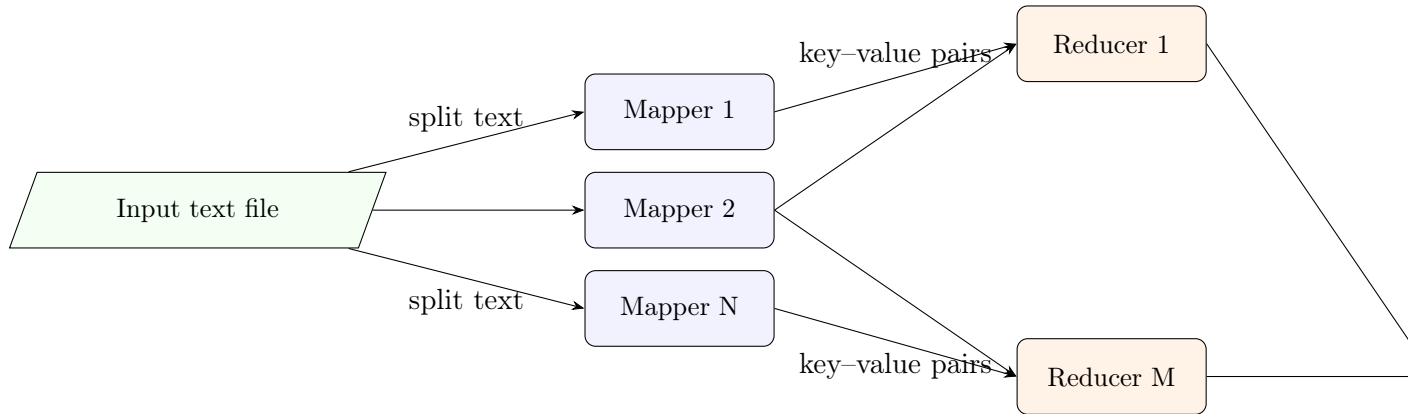 Reducer 1
key–value pairs
Mapper 1
split text
Input text file
Mapper 2
split text
Mapper N
key–value pairs
Reducer M